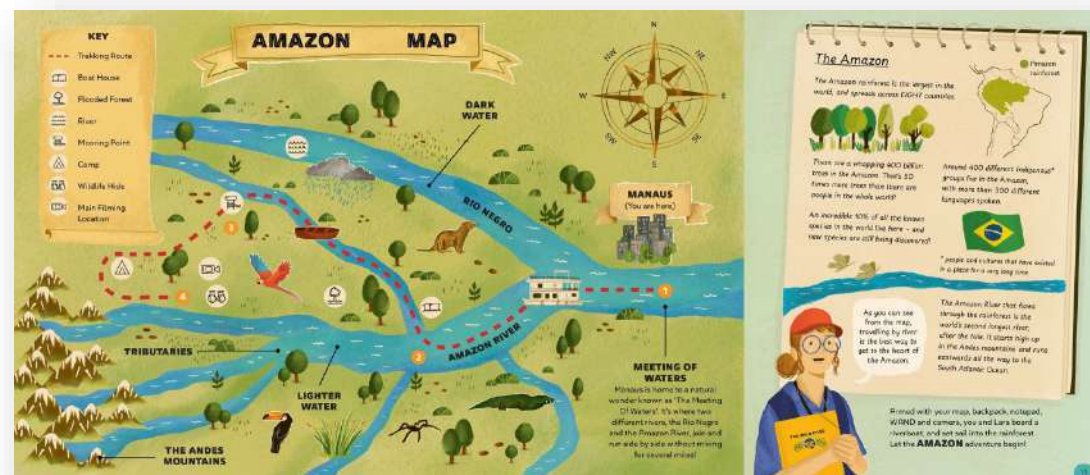 KEY
Trekking Route
Boat House
Flooded Forest
River
Mooring Point
Camp
Wildlife Hide
Main Filming
Location
AMAZON MAP
N
NE
E
SE
S
SW
W
NW
DARK
WATER
RIO NEGRO
MANAUS
(You are here)
1
2
3
4
AMAZON RIVER
TRIBUTARIES
LIGHTER
WATER
THE ANDES
MOUNTAINS
MEETING OF
WATERS
Manaus is home to a natural
wonder known as 'The Meeting
Of Waters'. It's where two
different rivers, the Rio Negro
and the Amazon River, join and
run side by side without mixing
for several miles!
The Amazon
The Amazon rainforest is the largest in the
world, and spreads across EIGHT countries.
Amazon
rainforest
There are a whopping 400 billion
trees in the Amazon. That's 50
times more trees than there are
people in the whole world!
An incredible 10% of all the known
species in the world live here – and
new species are still being discovered!
Around 400 different indigenous*
groups live in the Amazon,
with more than 300 different
languages spoken.
* people and cultures that have existed
in a place for a very long time
The Amazon River that flows
through the rainforest is the
world's second longest river,
after the Nile. It starts high up
in the Andes mountains and runs
eastwards all the way to the
South Atlantic Ocean.
As you can see
from the map,
travelling by river
is the best way to
get to the heart of
the Amazon.
Armed with your map, backpack, notepad,
WAND and camera, you and Lara board a
riverboat, and set sail into the rainforest.
Let the AMAZON adventure begin!